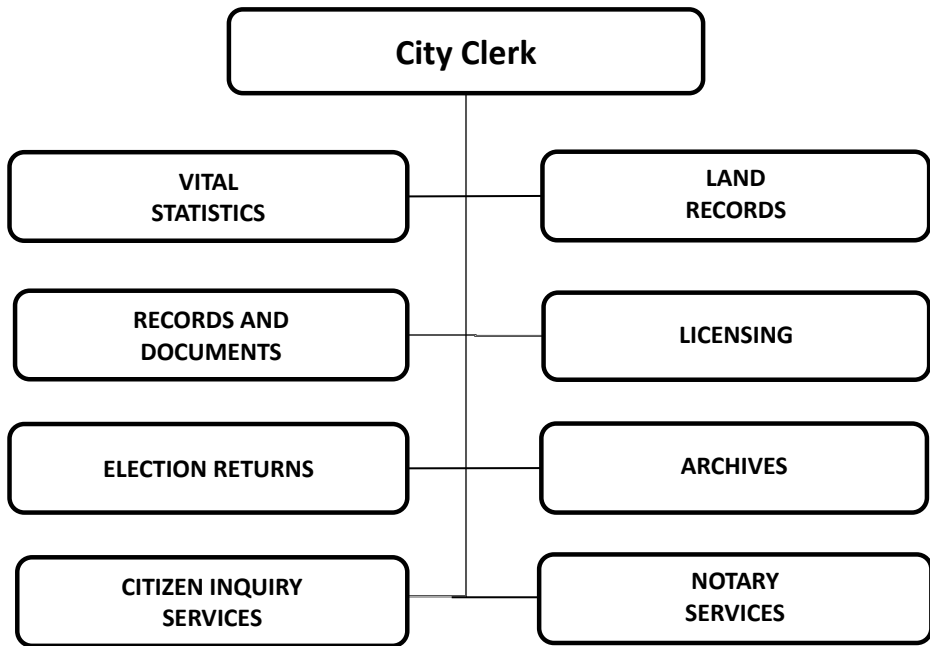 City Clerk
VITAL
STATISTICS
LAND
RECORDS
RECORDS AND
DOCUMENTS
LICENSING
ELECTION RETURNS
ARCHIVES
CITIZEN INQUIRY
SERVICES
NOTARY
SERVICES